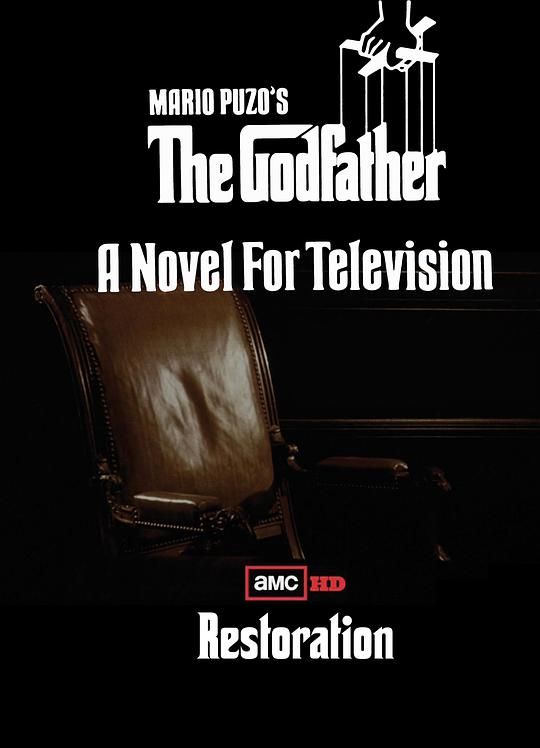 MARIO PUZO'S
The Godfather
A Novel For Television
amc HD
Restoration